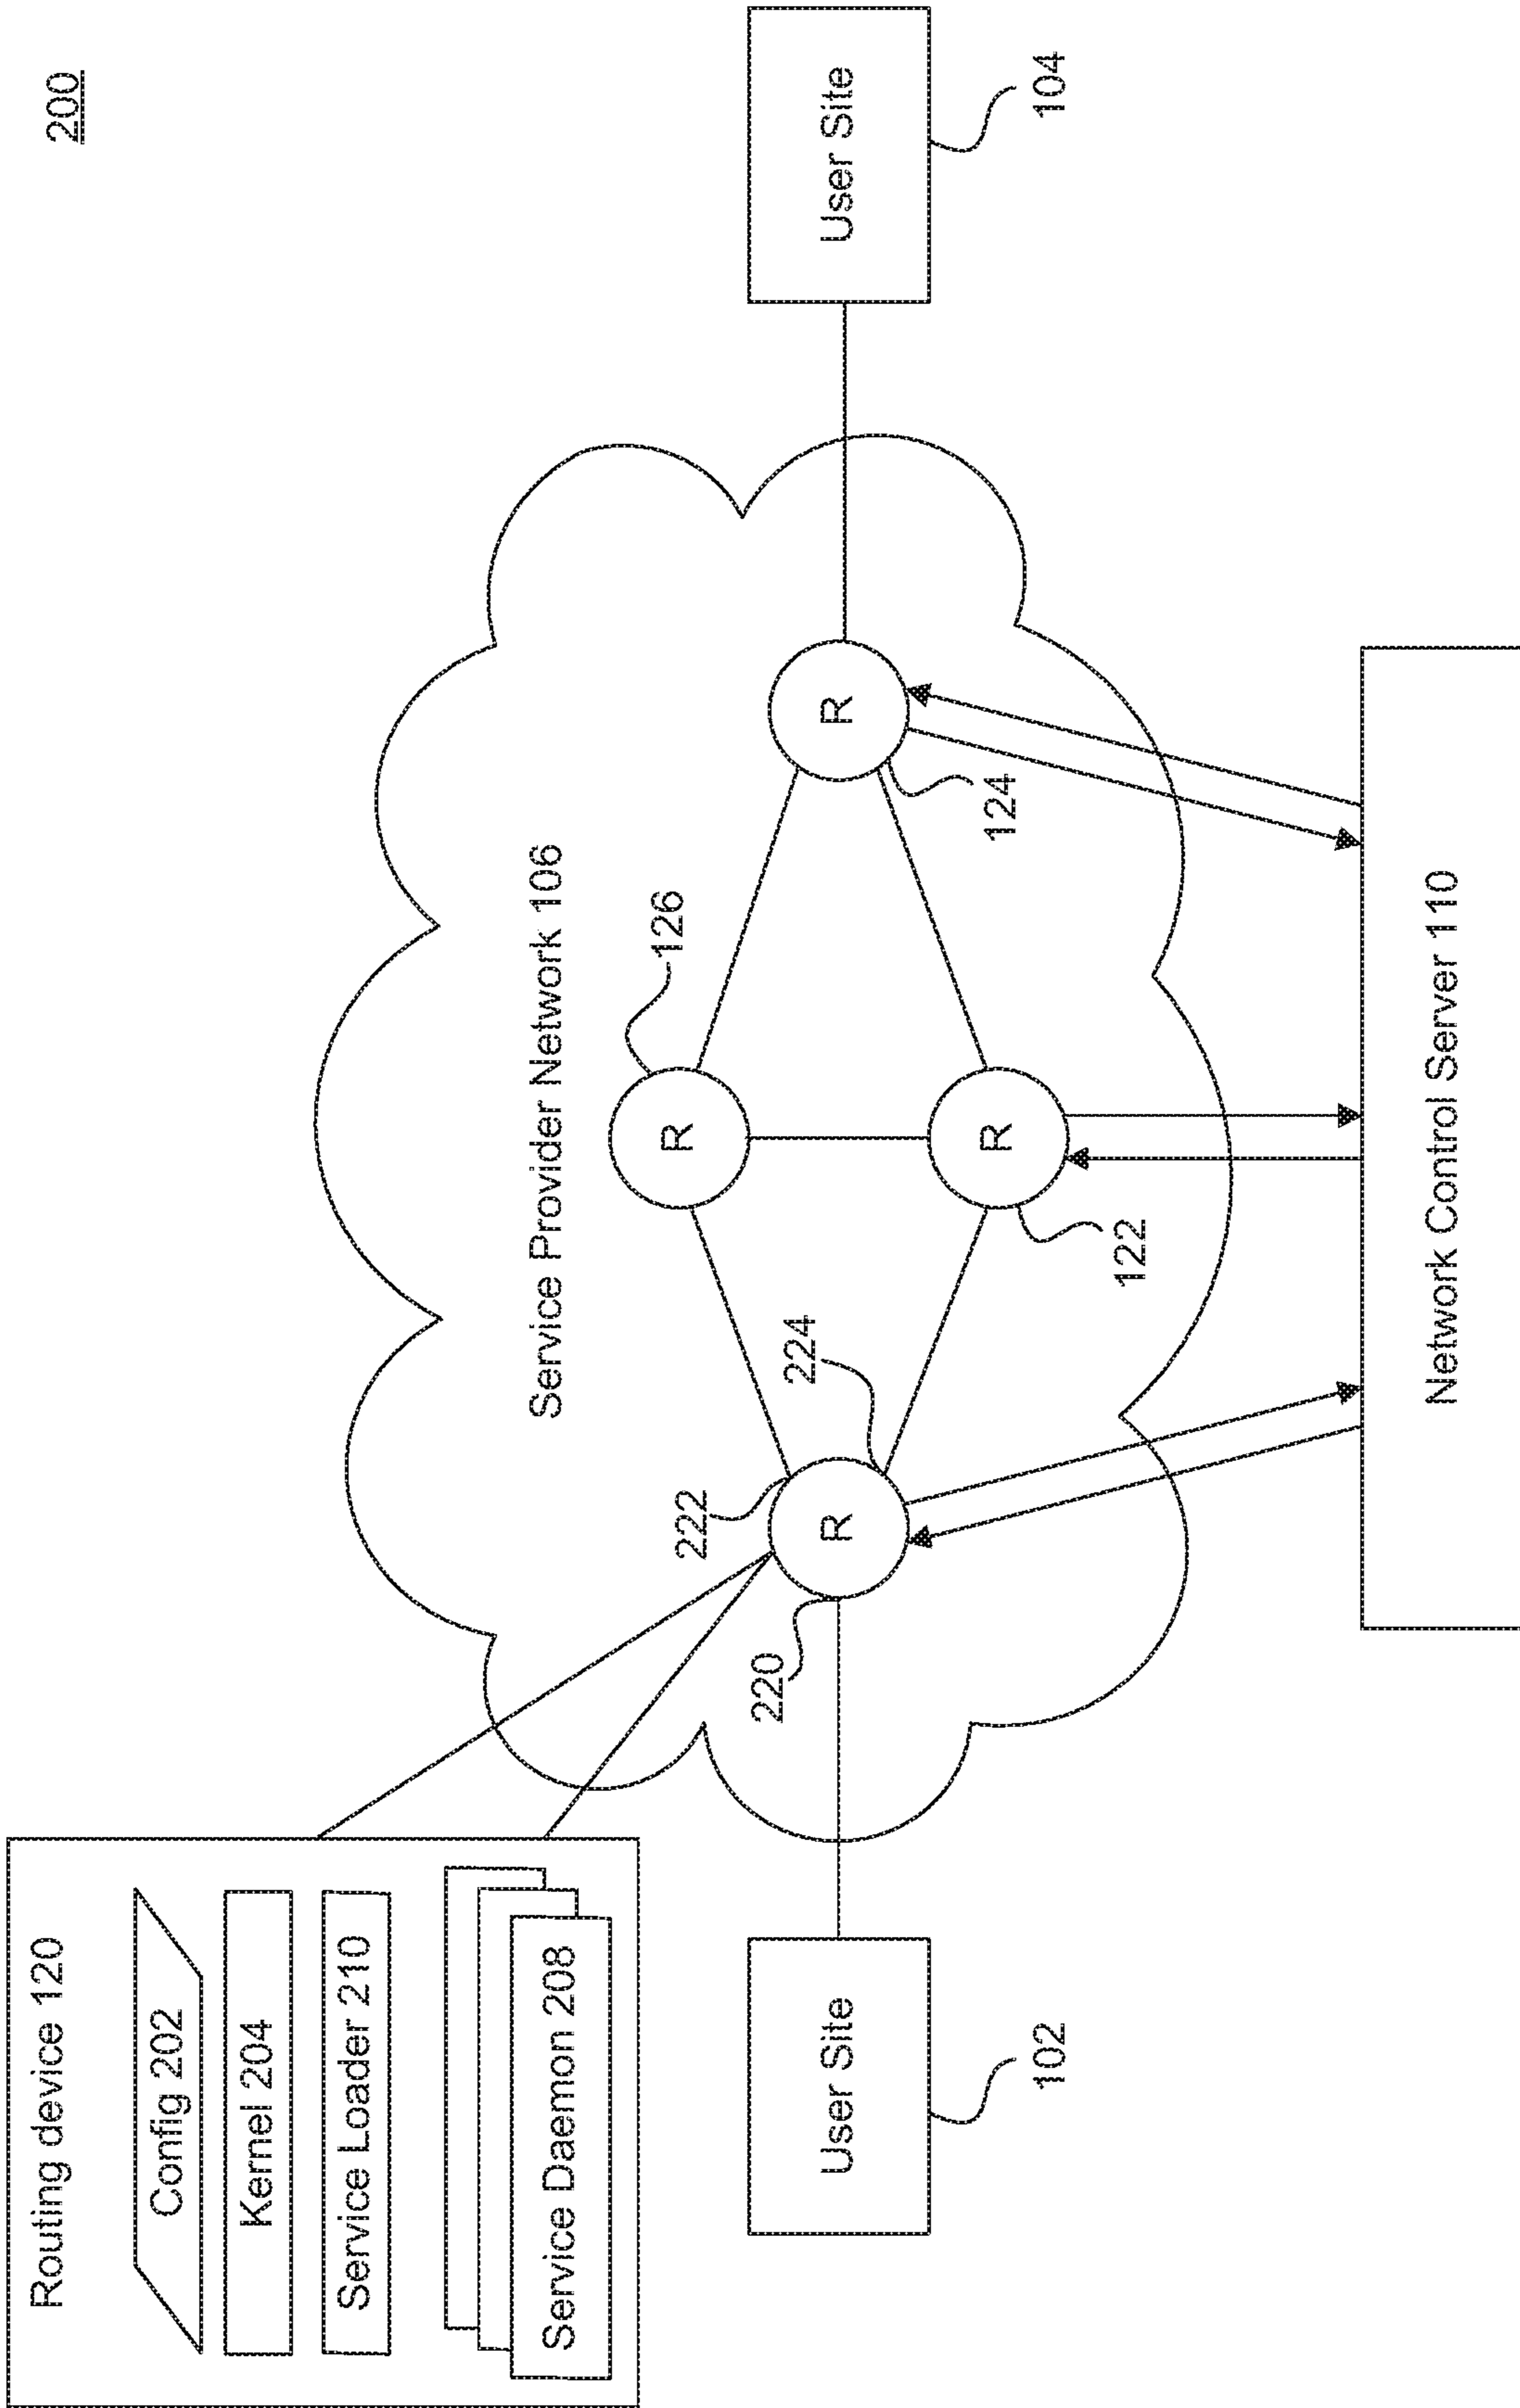 200
Routing device 120
Config 202
Kernel 204
Service Loader 210
Service Daemon 208
Service Provider Network 106
R
126
222
224
220
R
R
124
R
122
User Site
102
User Site
104
Network Control Server 110